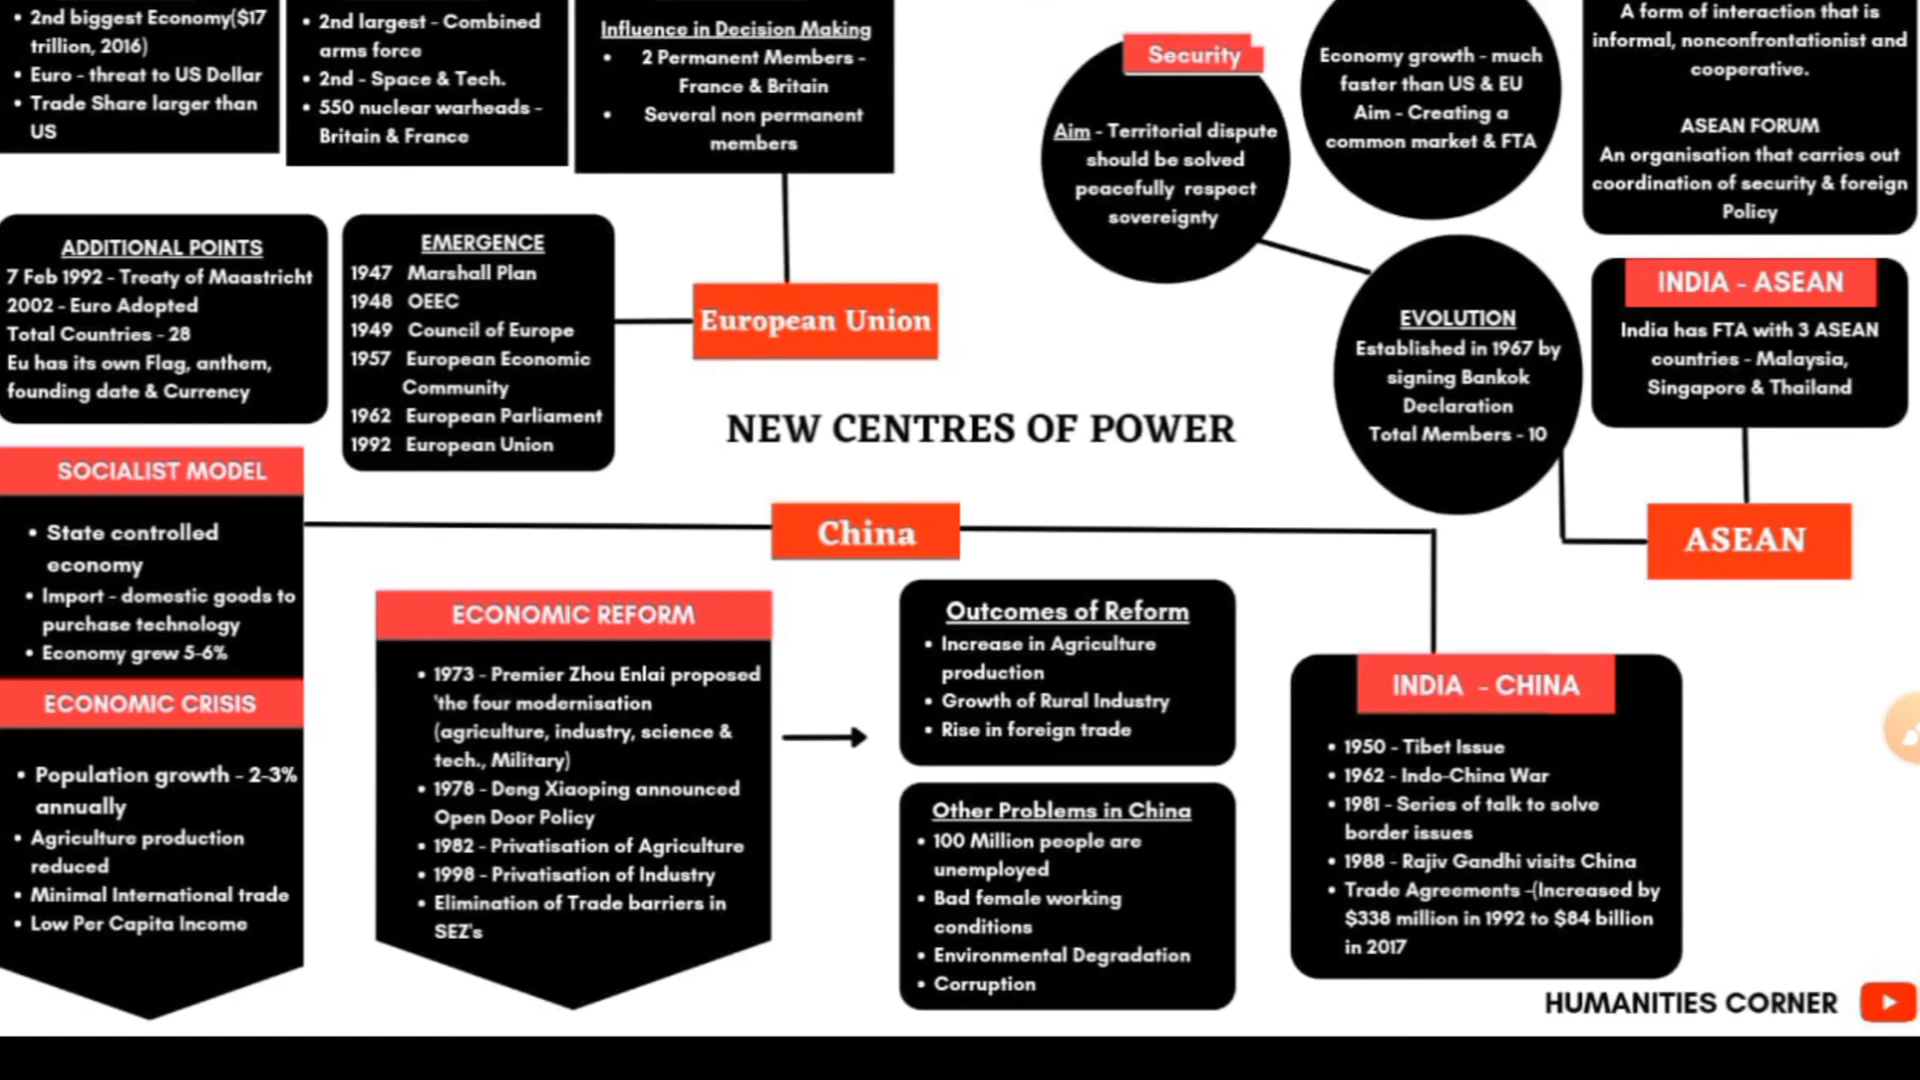 • 2nd biggest Economy($17
trillion, 2016)
• Euro - threat to US Dollar
• Trade Share larger than
US
• 2nd largest - Combined
arms force
• 2nd - Space & Tech.
• 550 nuclear warheads -
Britain & France
Influence in Decision Making
• 2 Permanent Members -
France & Britain
• Several non permanent
members
Security
Aim - Territorial dispute
should be solved
peacefully respect
sovereignty
Economy growth - much
faster than US & EU
Aim - Creating a
common market & FTA
A form of interaction that is
informal, nonconfrontationist and
cooperative.
ASEAN FORUM
An organisation that carries out
coordination of security & foreign
Policy
ADDITIONAL POINTS
7 Feb 1992 - Treaty of Maastricht
2002 - Euro Adopted
Total Countries - 28
Eu has its own Flag, anthem,
founding date & Currency
EMERGENCE
1947 Marshall Plan
1948 OEEC
1949 Council of Europe
1957 European Economic
Community
1962 European Parliament
1992 European Union
European Union
EVOLUTION
Established in 1967 by
signing Bankok
Declaration
Total Members - 10
INDIA - ASEAN
India has FTA with 3 ASEAN
countries - Malaysia,
Singapore & Thailand
NEW CENTRES OF POWER
China
ASEAN
SOCIALIST MODEL
• State controlled
economy
• Import - domestic goods to
purchase technology
• Economy grew 5-6%
ECONOMIC CRISIS
• Population growth - 2-3%
annually
• Agriculture production
reduced
• Minimal International trade
• Low Per Capita Income
ECONOMIC REFORM
• 1973 - Premier Zhou Enlai proposed
'the four modernisation
(agriculture, industry, science &
tech., Military)
• 1978 - Deng Xiaoping announced
Open Door Policy
• 1982 - Privatisation of Agriculture
• 1998 - Privatisation of Industry
• Elimination of Trade barriers in
SEZ's
Outcomes of Reform
• Increase in Agriculture
production
• Growth of Rural Industry
• Rise in foreign trade
Other Problems in China
• 100 Million people are
unemployed
• Bad female working
conditions
• Environmental Degradation
• Corruption
INDIA - CHINA
• 1950 - Tibet Issue
• 1962 - Indo-China War
• 1981 - Series of talk to solve
border issues
• 1988 - Rajiv Gandhi visits China
• Trade Agreements -(Increased by
$338 million in 1992 to $84 billion
in 2017
HUMANITIES CORNER